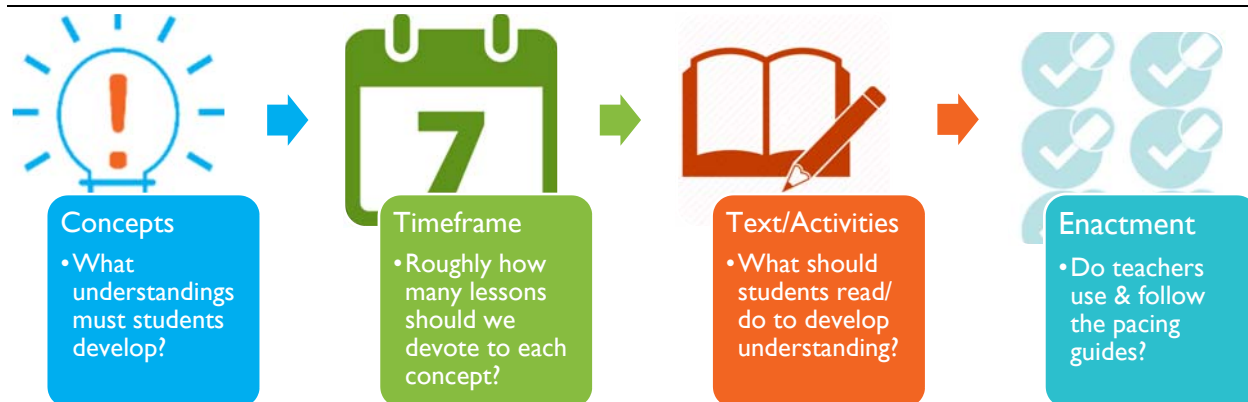 7
Concepts
•What
understandings
must students
develop?
Timeframe
•Roughly how
many lessons
should we
devote to each
concept?
Text/Activities
•What should
students read/
do to develop
understanding?
Enactment
•Do teachers
use & follow
the pacing
guides?